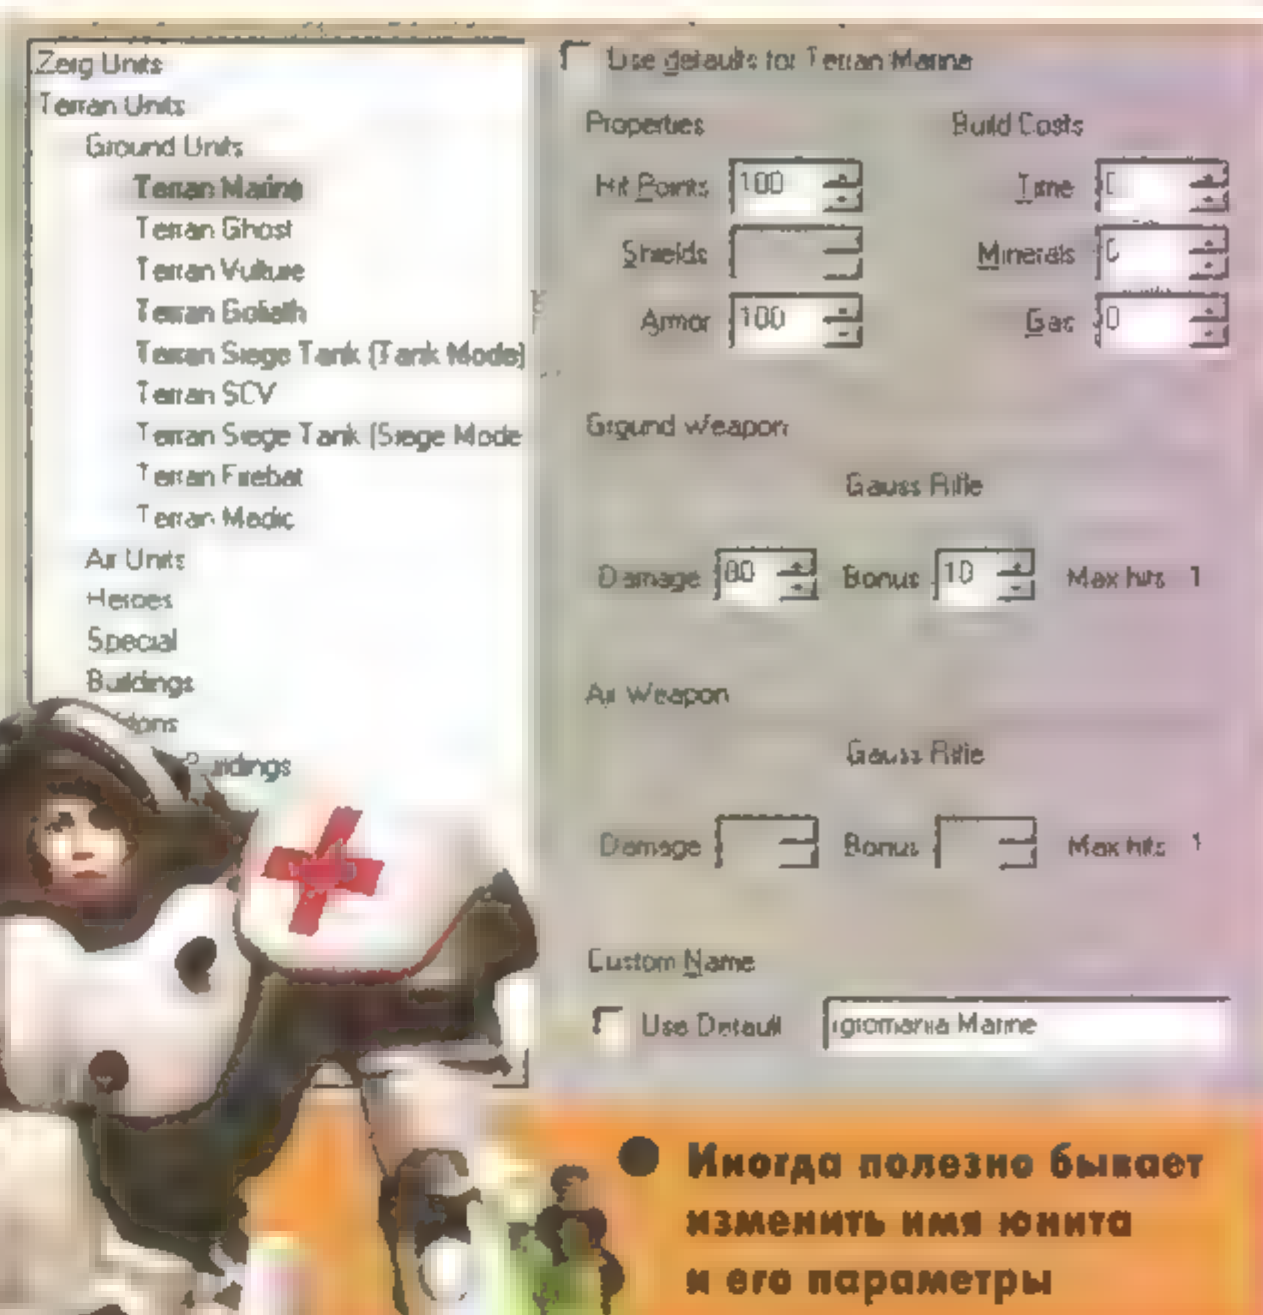 Zerg Units
Terran Units
Ground Units
Terran Marine
Terran Ghost
Terran Vulture
Terran Goliath
Terran Siege Tank (Tank Mode)
Terran SCV
Terran Siege Tank (Siege Mode
Terran Firebat
Terran Medic
Air Units
Heroes
Special
Buildings
Use defaults for Terran Marine
Properties
Build Costs
Hit Points 100
Time
Shields
Minerals
Armor 100
Gas 0
Ground Weapon
Gauss Rifle
Damage Bonus 10 Max hits 1
Air Weapon
Gauss Rifle
Damage Bonus Max hits 1
Custom Name
Use Default
Igromania Marine
● Иногда полезно бывает
изменить имя юнита
и его параметры